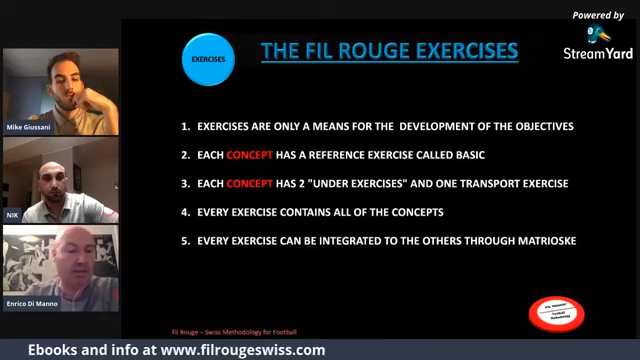 Powered by
StreamYard
EXERCISES
THE FIL ROUGE EXERCISES
Mike Giussani
NIK
Enrico Di Manno
1. EXERCISES ARE ONLY A MEANS FOR THE DEVELOPMENT OF THE OBJECTIVES
2. EACH CONCEPT HAS A REFERENCE EXERCISE CALLED BASIC
3. EACH CONCEPT HAS 2 "UNDER EXERCISES" AND ONE TRANSPORT EXERCISE
4. EVERY EXERCISE CONTAINS ALL OF THE CONCEPTS
5. EVERY EXERCISE CAN BE INTEGRATED TO THE OTHERS THROUGH MATRIOSKE
Fil Rouge – Swiss Methodology for Football
Ebooks and info at www.filrougeswiss.com